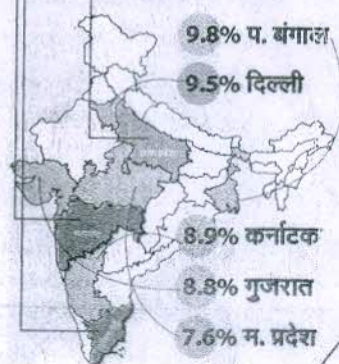 9.8% प. बंगाल
9.5% दिल्ली
8.9% कर्नाटक
8.8% गुजरात
7.6% म. प्रदेश